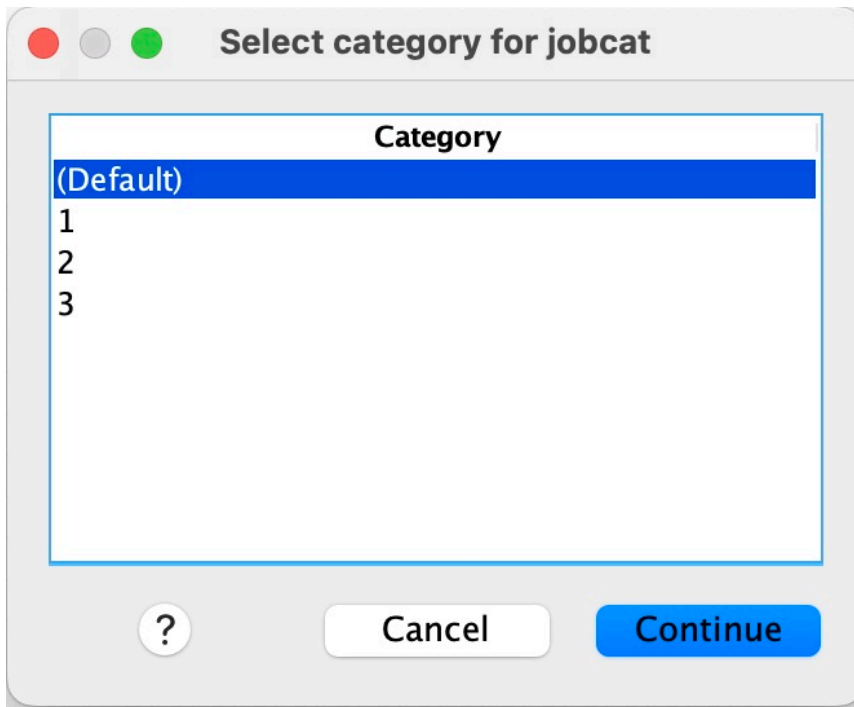 Select category for jobcat
Category
(Default)
1
2
3
?
Cancel
Continue